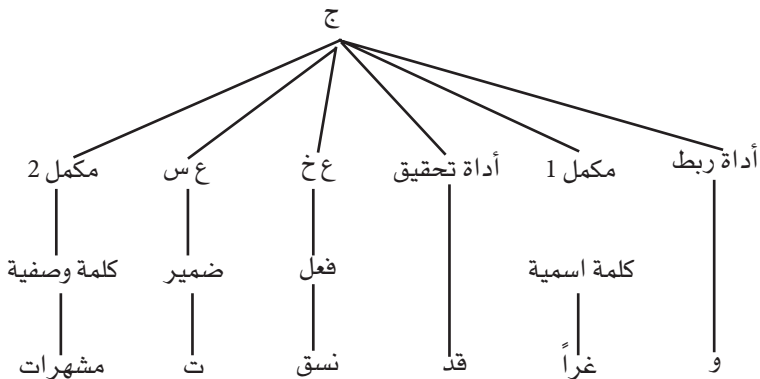 ج
أداة ربط مكمل 1 أداة تحقيق ع خ ع س مكمل 2
كلمة اسمية فعل ضمير كلمة وصفية
و غراً قد نسق ت مشهرات